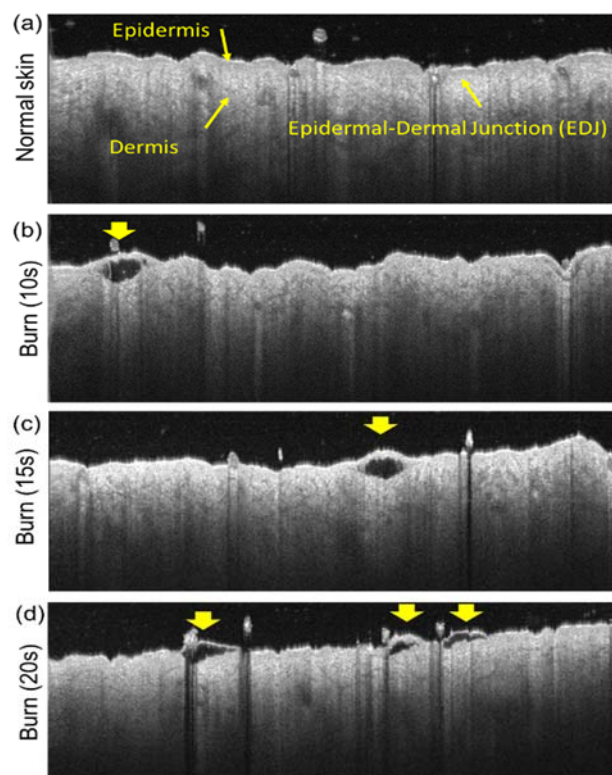 (a)
Normal skin
Epidermis
Dermis
Epidermal-Dermal Junction (EDJ)
(b)
Burn (10s)
(c)
Burn (15s)
(d)
Burn (20s)